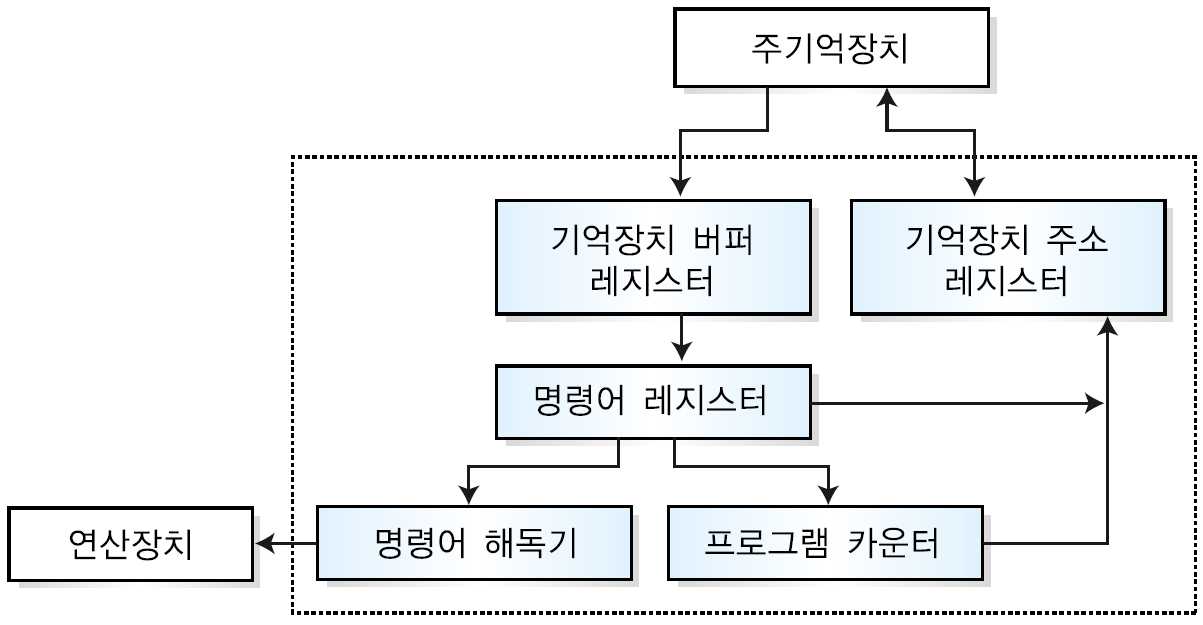 주기억장치
기억장치 버퍼
레지스터
기억장치 주소
레지스터
명령어 레지스터
연산장치
명령어 해독기
프로그램 카운터